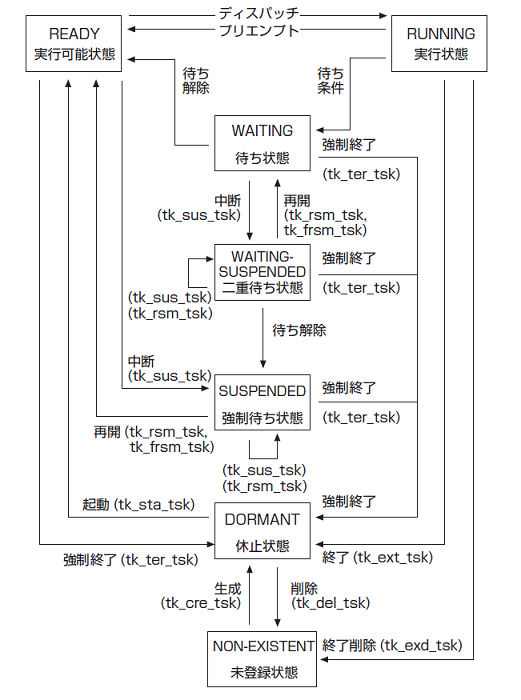 ディスパッチ
READY
実行可能状態
プリエンプト
RUNNING
実行状態
待ち
解除
待ち
条件
WAITING
待ち状態
強制終了
(tk_ter_tsk)
中断
(tk_sus_tsk)
再開
(tk_rsm_tsk,
tk_frsm_tsk)
WAITING-
SUSPENDED
二重待ち状態
強制終了
(tk_ter_tsk)
(tk_sus_tsk)
(tk_rsm_tsk)
待ち解除
中断
(tk_sus_tsk)
SUSPENDED
強制待ち状態
強制終了
(tk_ter_tsk)
再開 (tk_rsm_tsk,
tk_frsm_tsk)
(tk_sus_tsk)
(tk_rsm_tsk)
起動 (tk_sta_tsk)
強制終了
DORMANT
休止状態
強制終了 (tk_ter_tsk)
終了 (tk_ext_tsk)
生成
(tk_cre_tsk)
削除
(tk_del_tsk)
NON-EXISTENT
未登録状態
終了削除 (tk_exd_tsk)